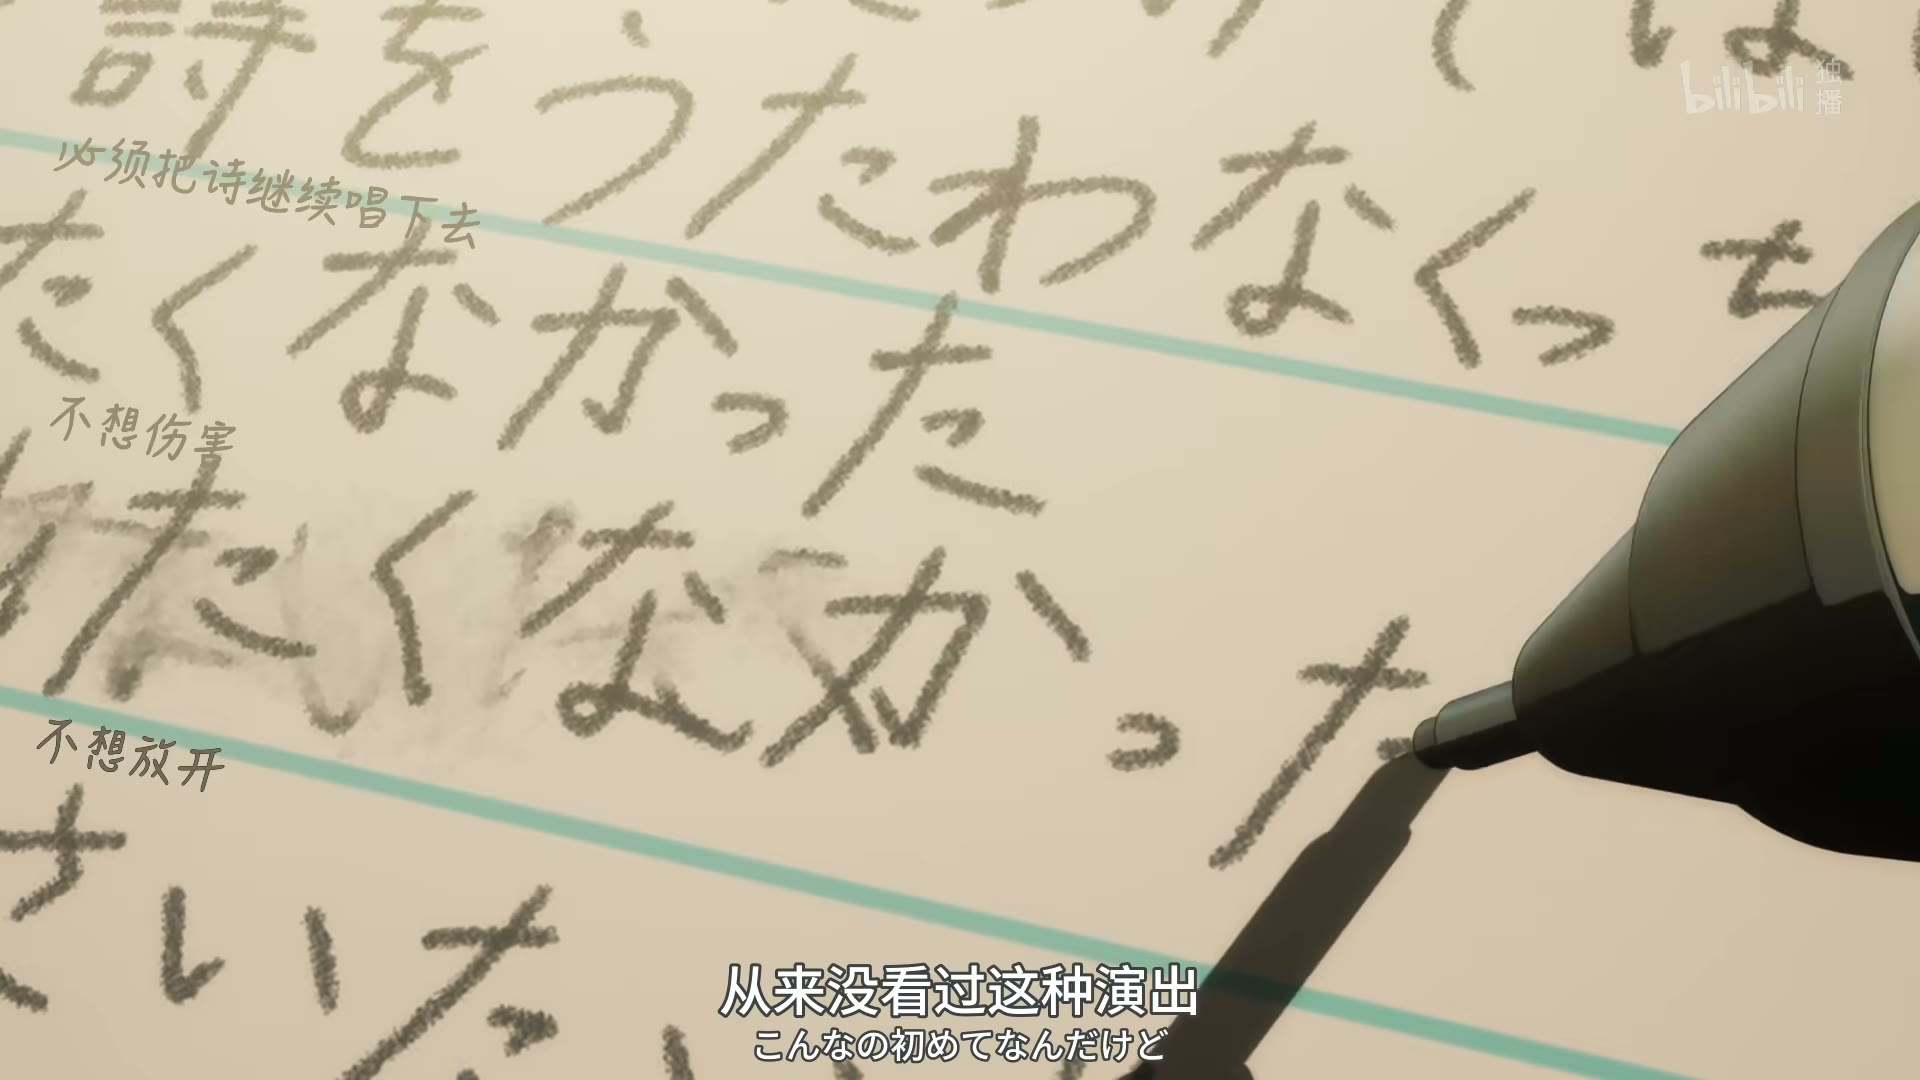 bilibili 独播
詩をうたわなくっち
必须把诗继续唱下去
たくなかった
不想伤害
たくなかった
不想放开
さいた
从来没看过这种演出
こんなの初めてなんだけど